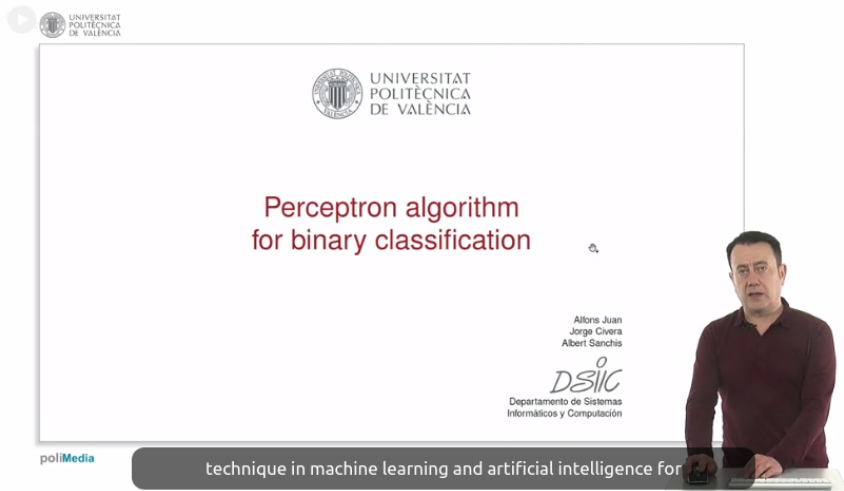 UNIVERSITAT
POLITÈCNICA
DE VALÈNCIA
UNIVERSITAT
POLITÈCNICA
DE VALÈNCIA
Perceptron algorithm
for binary classification
Alfons Juan
Jorge Civera
Albert Sanchis
DSIIC
Departamento de Sistemas
Informáticos y Computación
poliMedia
technique in machine learning and artificial intelligence for